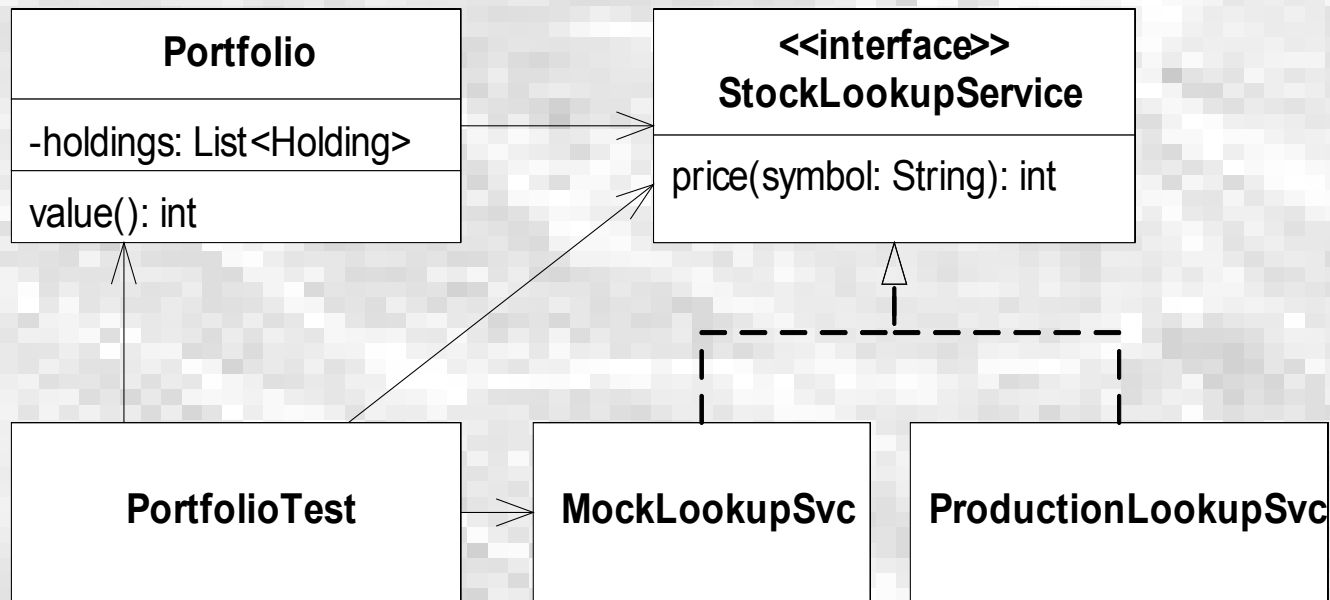 Portfolio
-holdings: List<Holding>
value(): int
<<interface>>
StockLookupService
price(symbol: String): int
PortfolioTest
MockLookupSvc
ProductionLookupSvc